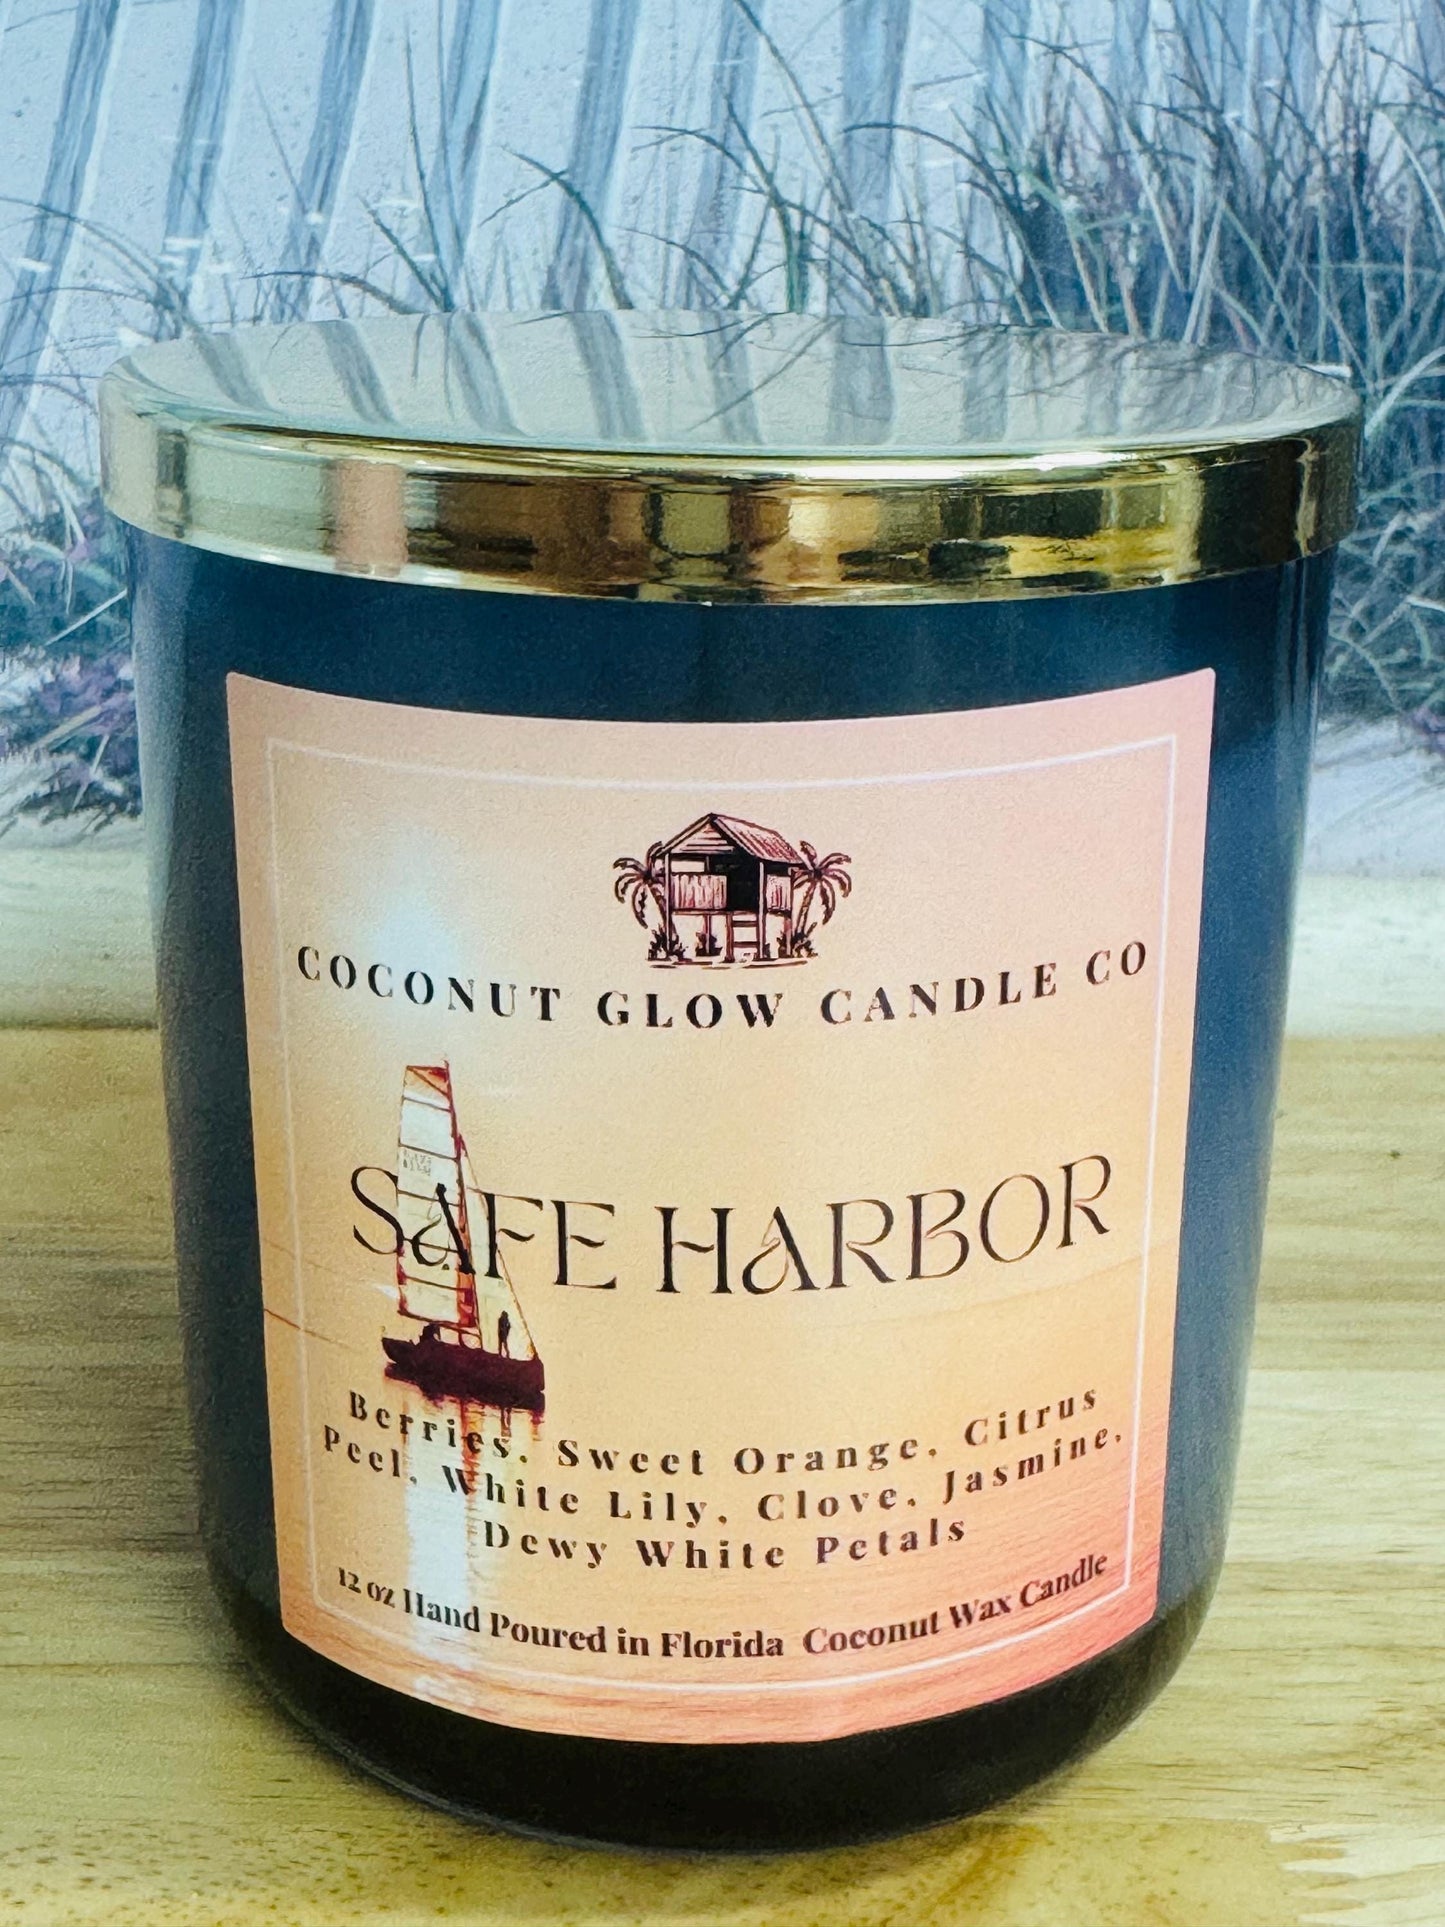 COCONUT GLOW CANDLE CO
SAFE HARBOR
Berries, Sweet Orange, Citrus
Peel, White Lily, Clove, Jasmine,
Dewy White Petals
12 oz Hand Poured in Florida Coconut Wax Candle